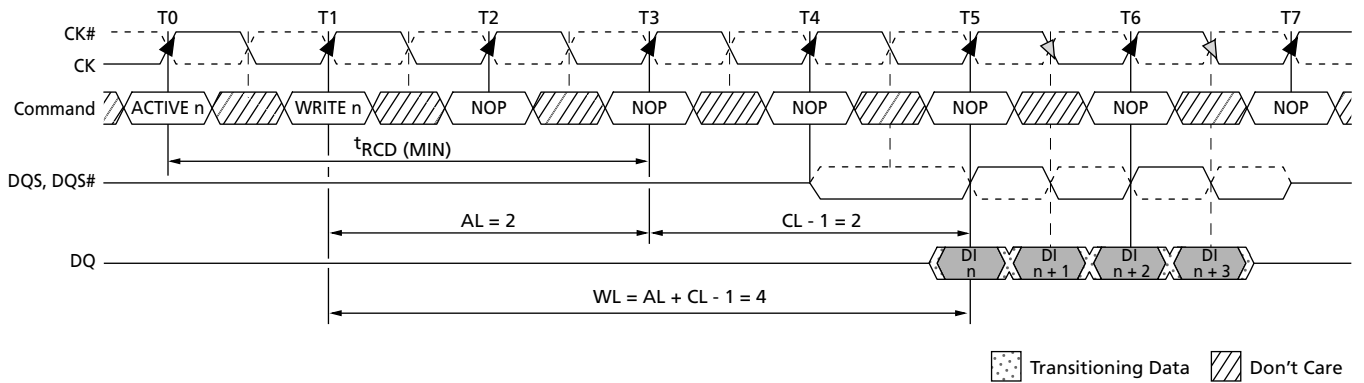 T0 T1 T2 T3 T4 T5 T6 T7
CK#
CK
Command ACTIVE n WRITE n NOP NOP NOP NOP NOP NOP
tRCD (MIN)
DQS, DQS#
AL = 2 CL - 1 = 2
DQ DI n DI n + 1 DI n + 2 DI n + 3
WL = AL + CL - 1 = 4
Transitioning Data Don't Care